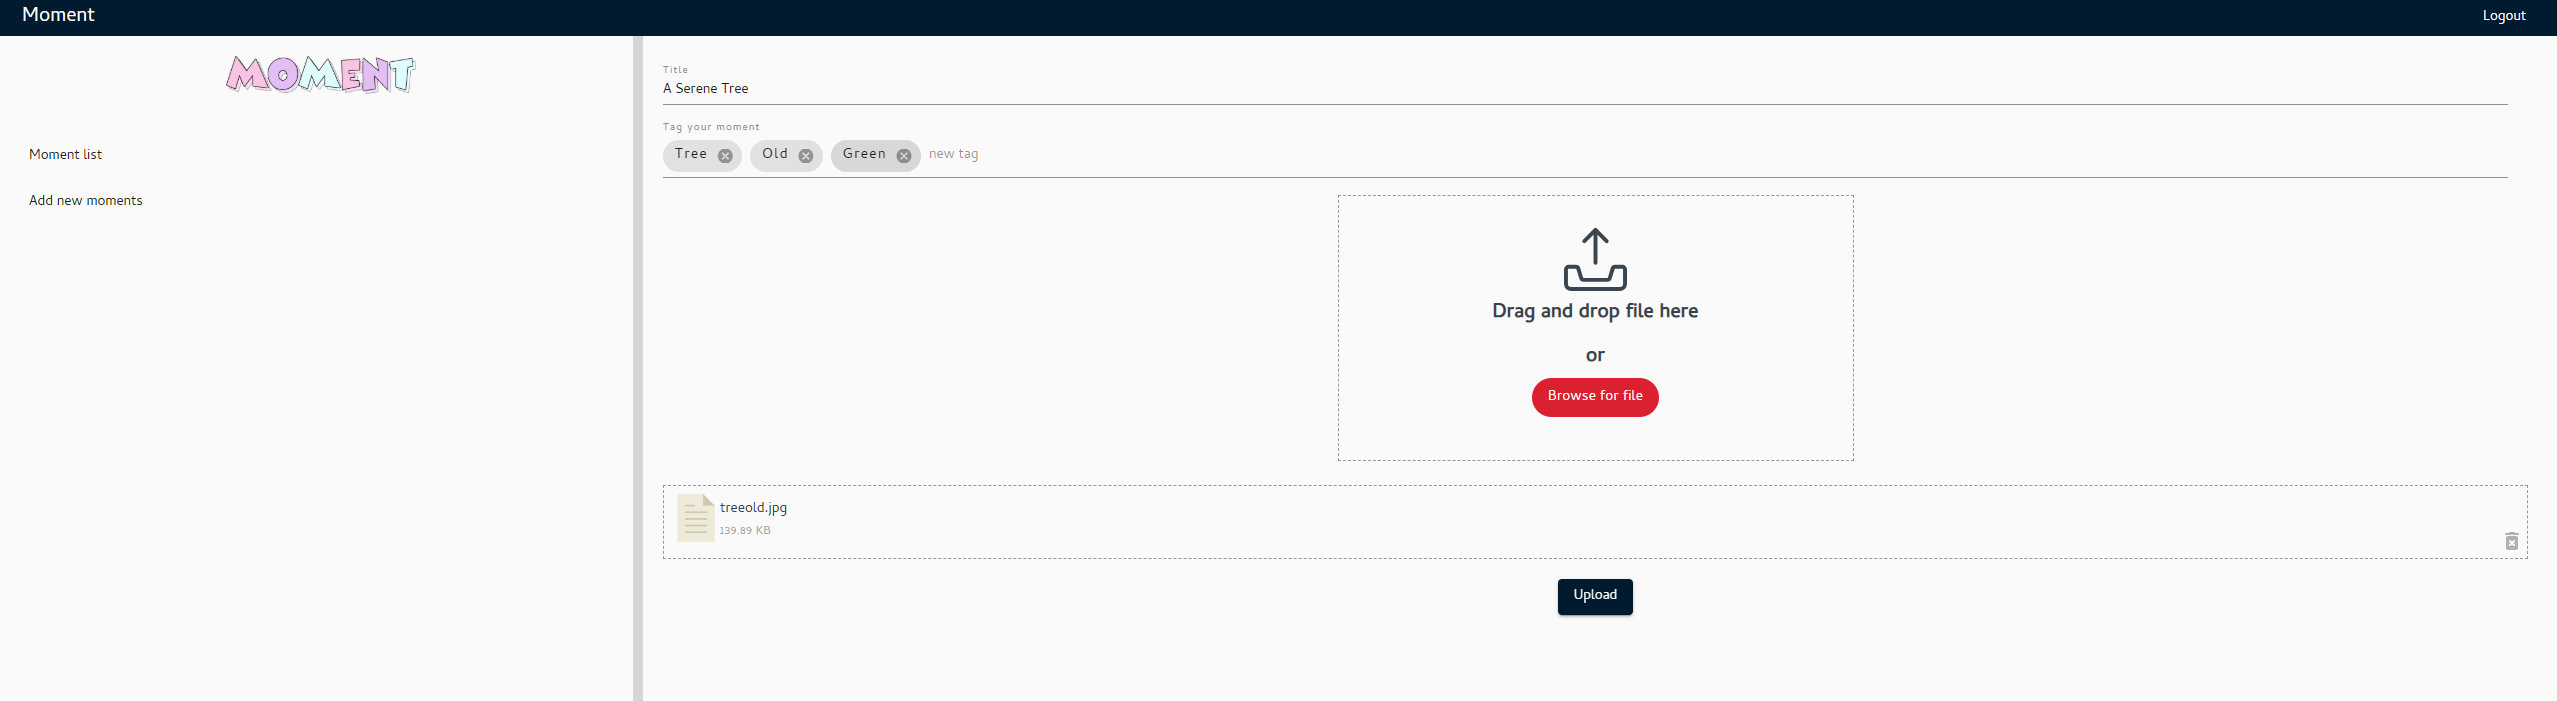 Moment
Logout
MOMENT
Moment list
Add new moments
Title
A Serene Tree
Tag your moment
Tree Old Green new tag
Drag and drop file here
or
Browse for file
treeold.jpg
139.89 KB
Upload